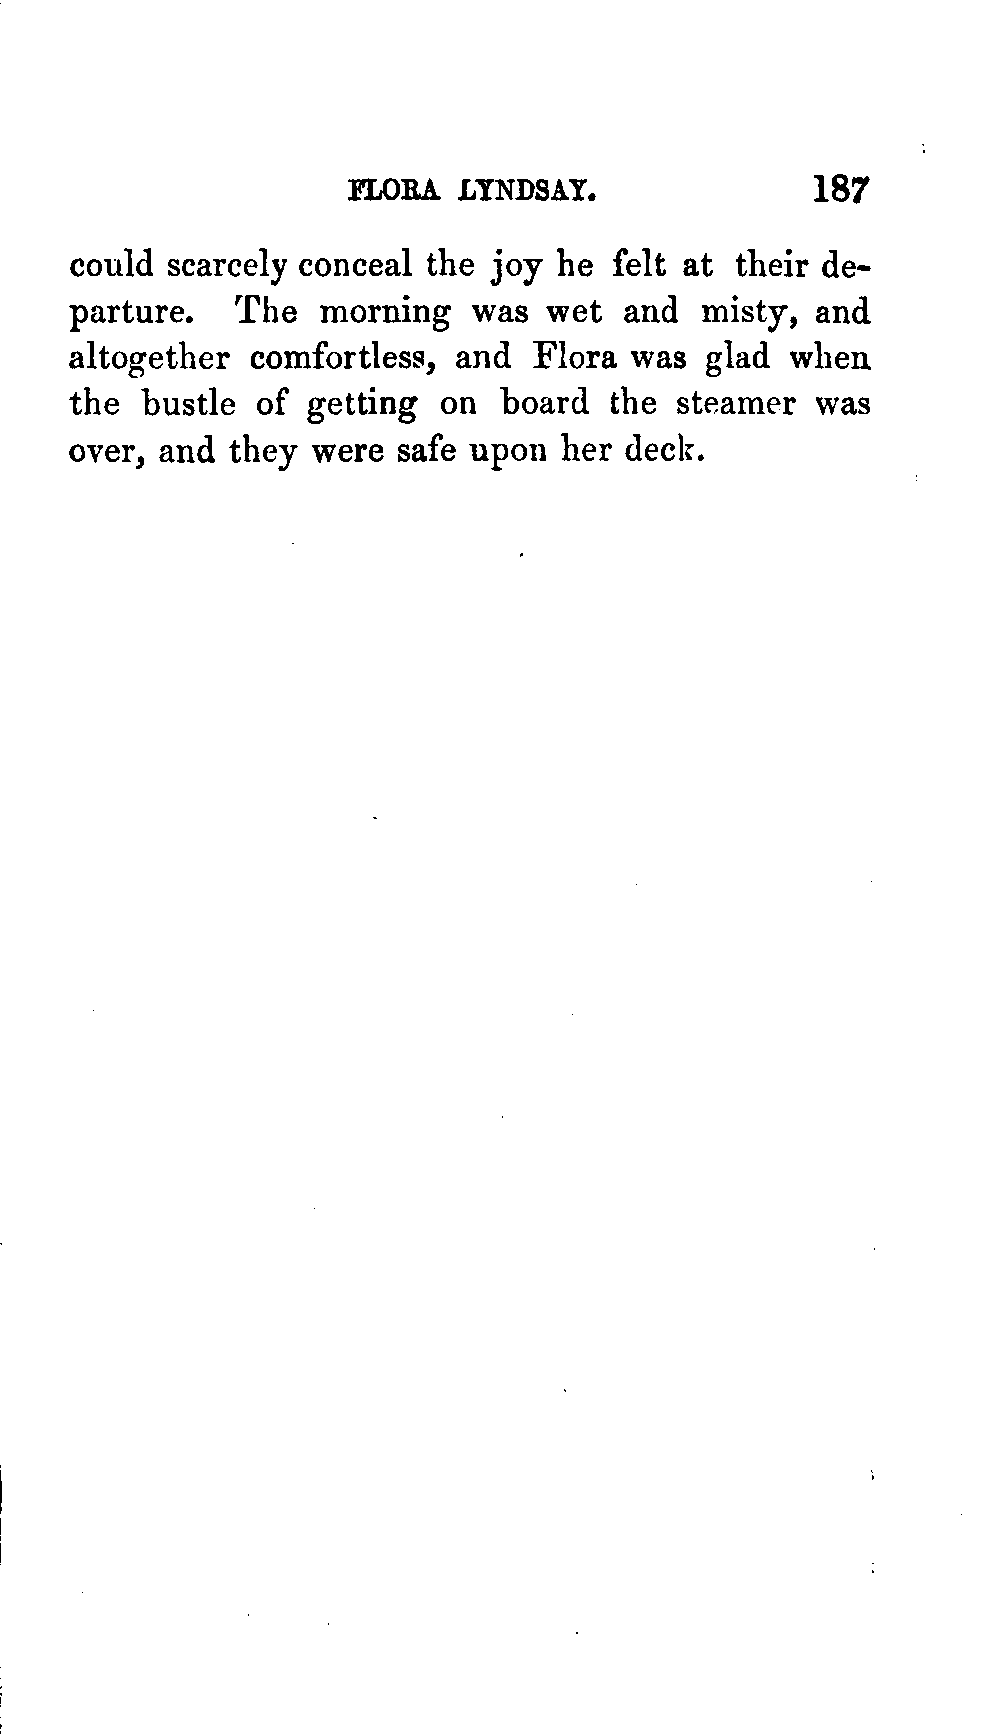 FLORA LYNDSAY. 187
could scarcely conceal the joy he felt at their de-
parture. The morning was wet and misty, and
altogether comfortless, and Flora was glad when
the bustle of getting on board the steamer was
over, and they were safe upon her deck.